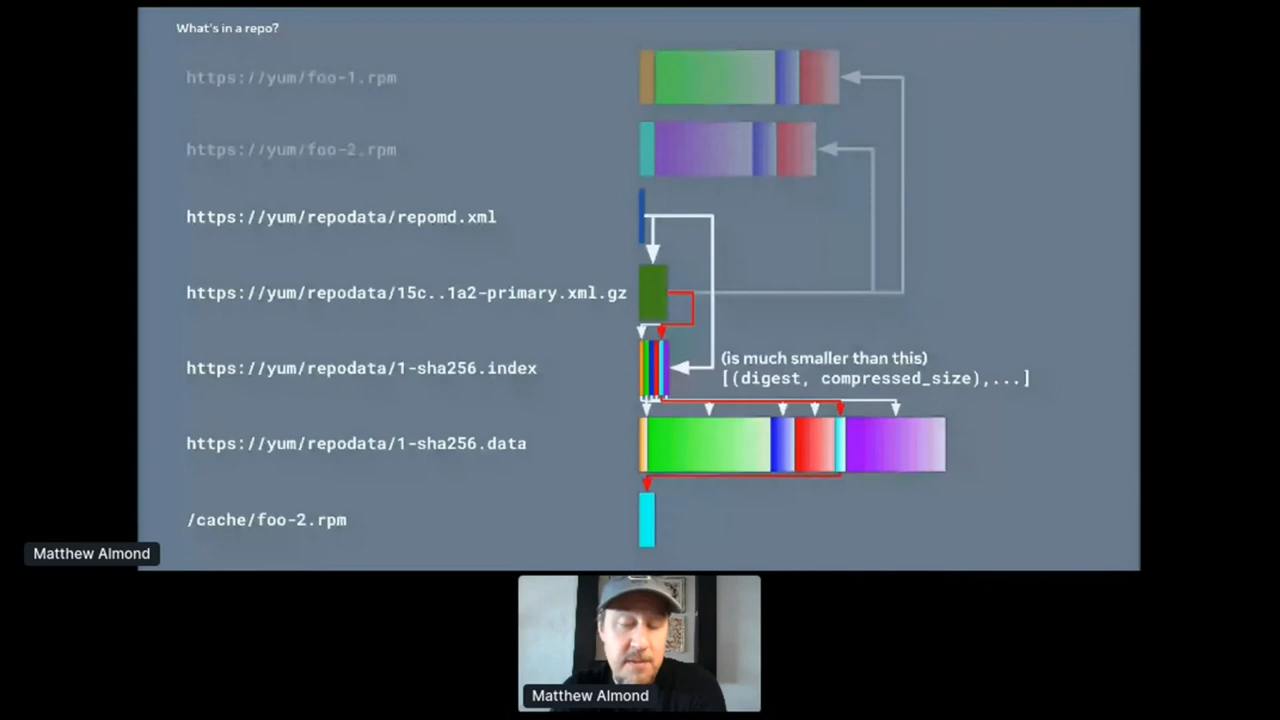 What's in a repo?
https://yum/foo-1.rpm
https://yum/foo-2.rpm
https://yum/repodata/repomd.xml
https://yum/repodata/15c..1a2-primary.xml.gz
(is much smaller than this)
https://yum/repodata/1-sha256.index
[(digest, compressed_size),...]
https://yum/repodata/1-sha256.data
/cache/foo-2.rpm
Matthew Almond
Matthew Almond